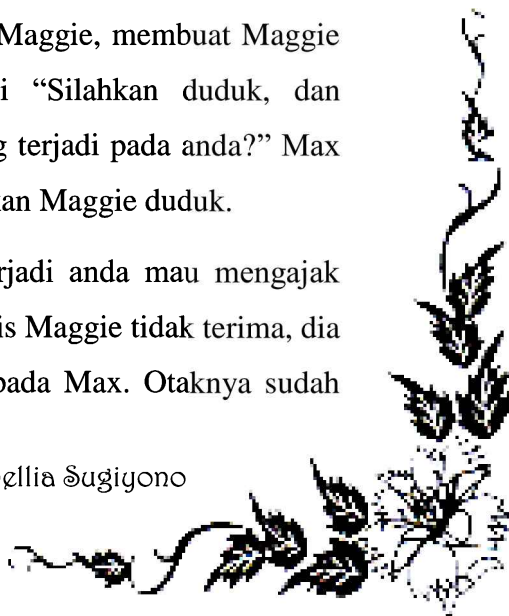 Maggie, membuat Maggie
i “Silahkan duduk, dan
g terjadi pada anda?” Max
kan Maggie duduk.
rjadi anda mau mengajak
is Maggie tidak terima, dia
pada Max. Otaknya sudah
ellia Sugiyono